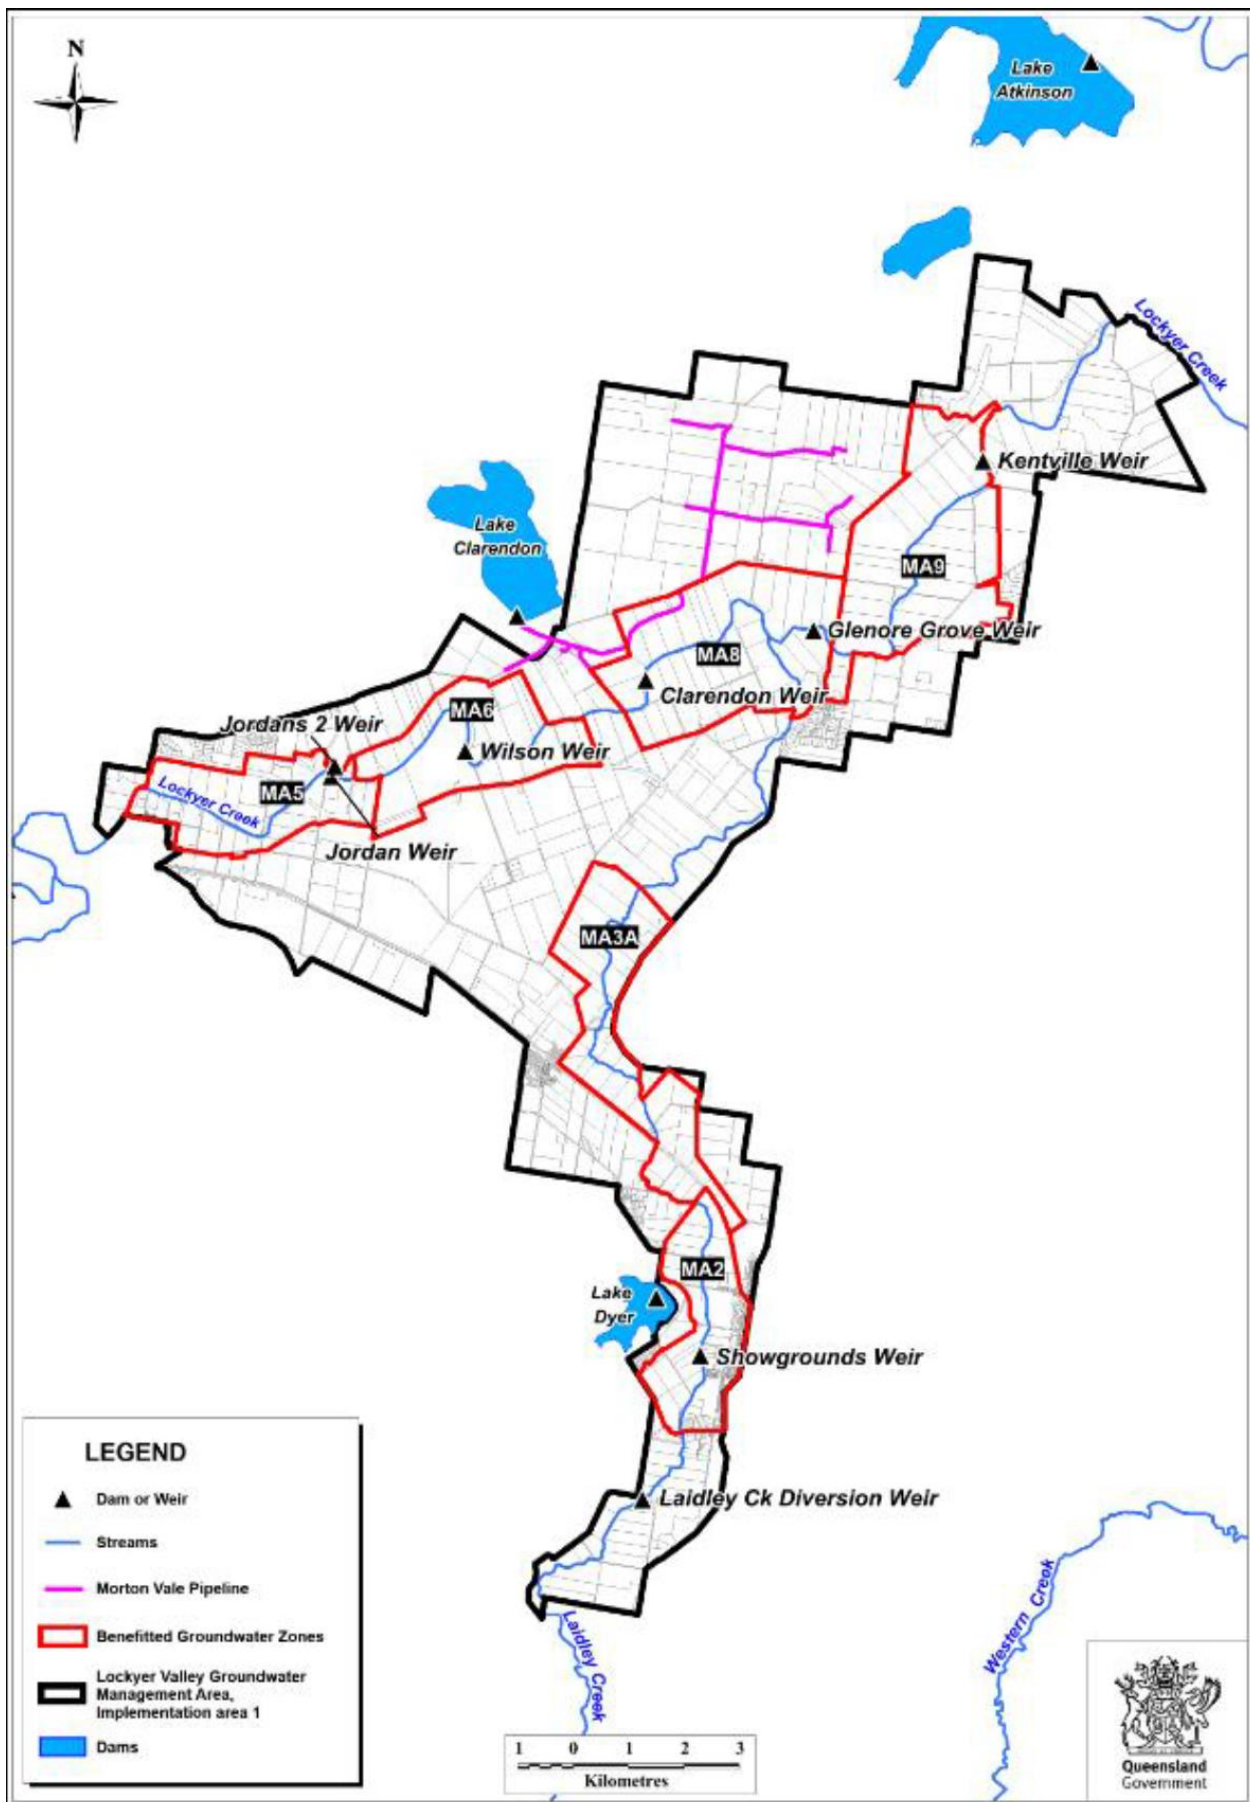 N
Lake
Atkinson
Lockyer Creek
Kentville Weir
Lake
Clarendon
MA9
Glenore Grove Weir
MA8
Clarendon Weir
Jordans 2 Weir
MA6
Wilson Weir
MA5
Lockyer Creek
Jordan Weir
MA3A
MA2
Lake
Dyer
Showgrounds Weir
Laidley Ck Diversion Weir
Laidley Creek
Western Creek
LEGEND
Dam or Weir
Streams
Morton Vale Pipeline
Benefitted Groundwater Zones
Lockyer Valley Groundwater
Management Area,
Implementation area 1
Dams
1 0 1 2 3
Kilometres
Queensland
Government